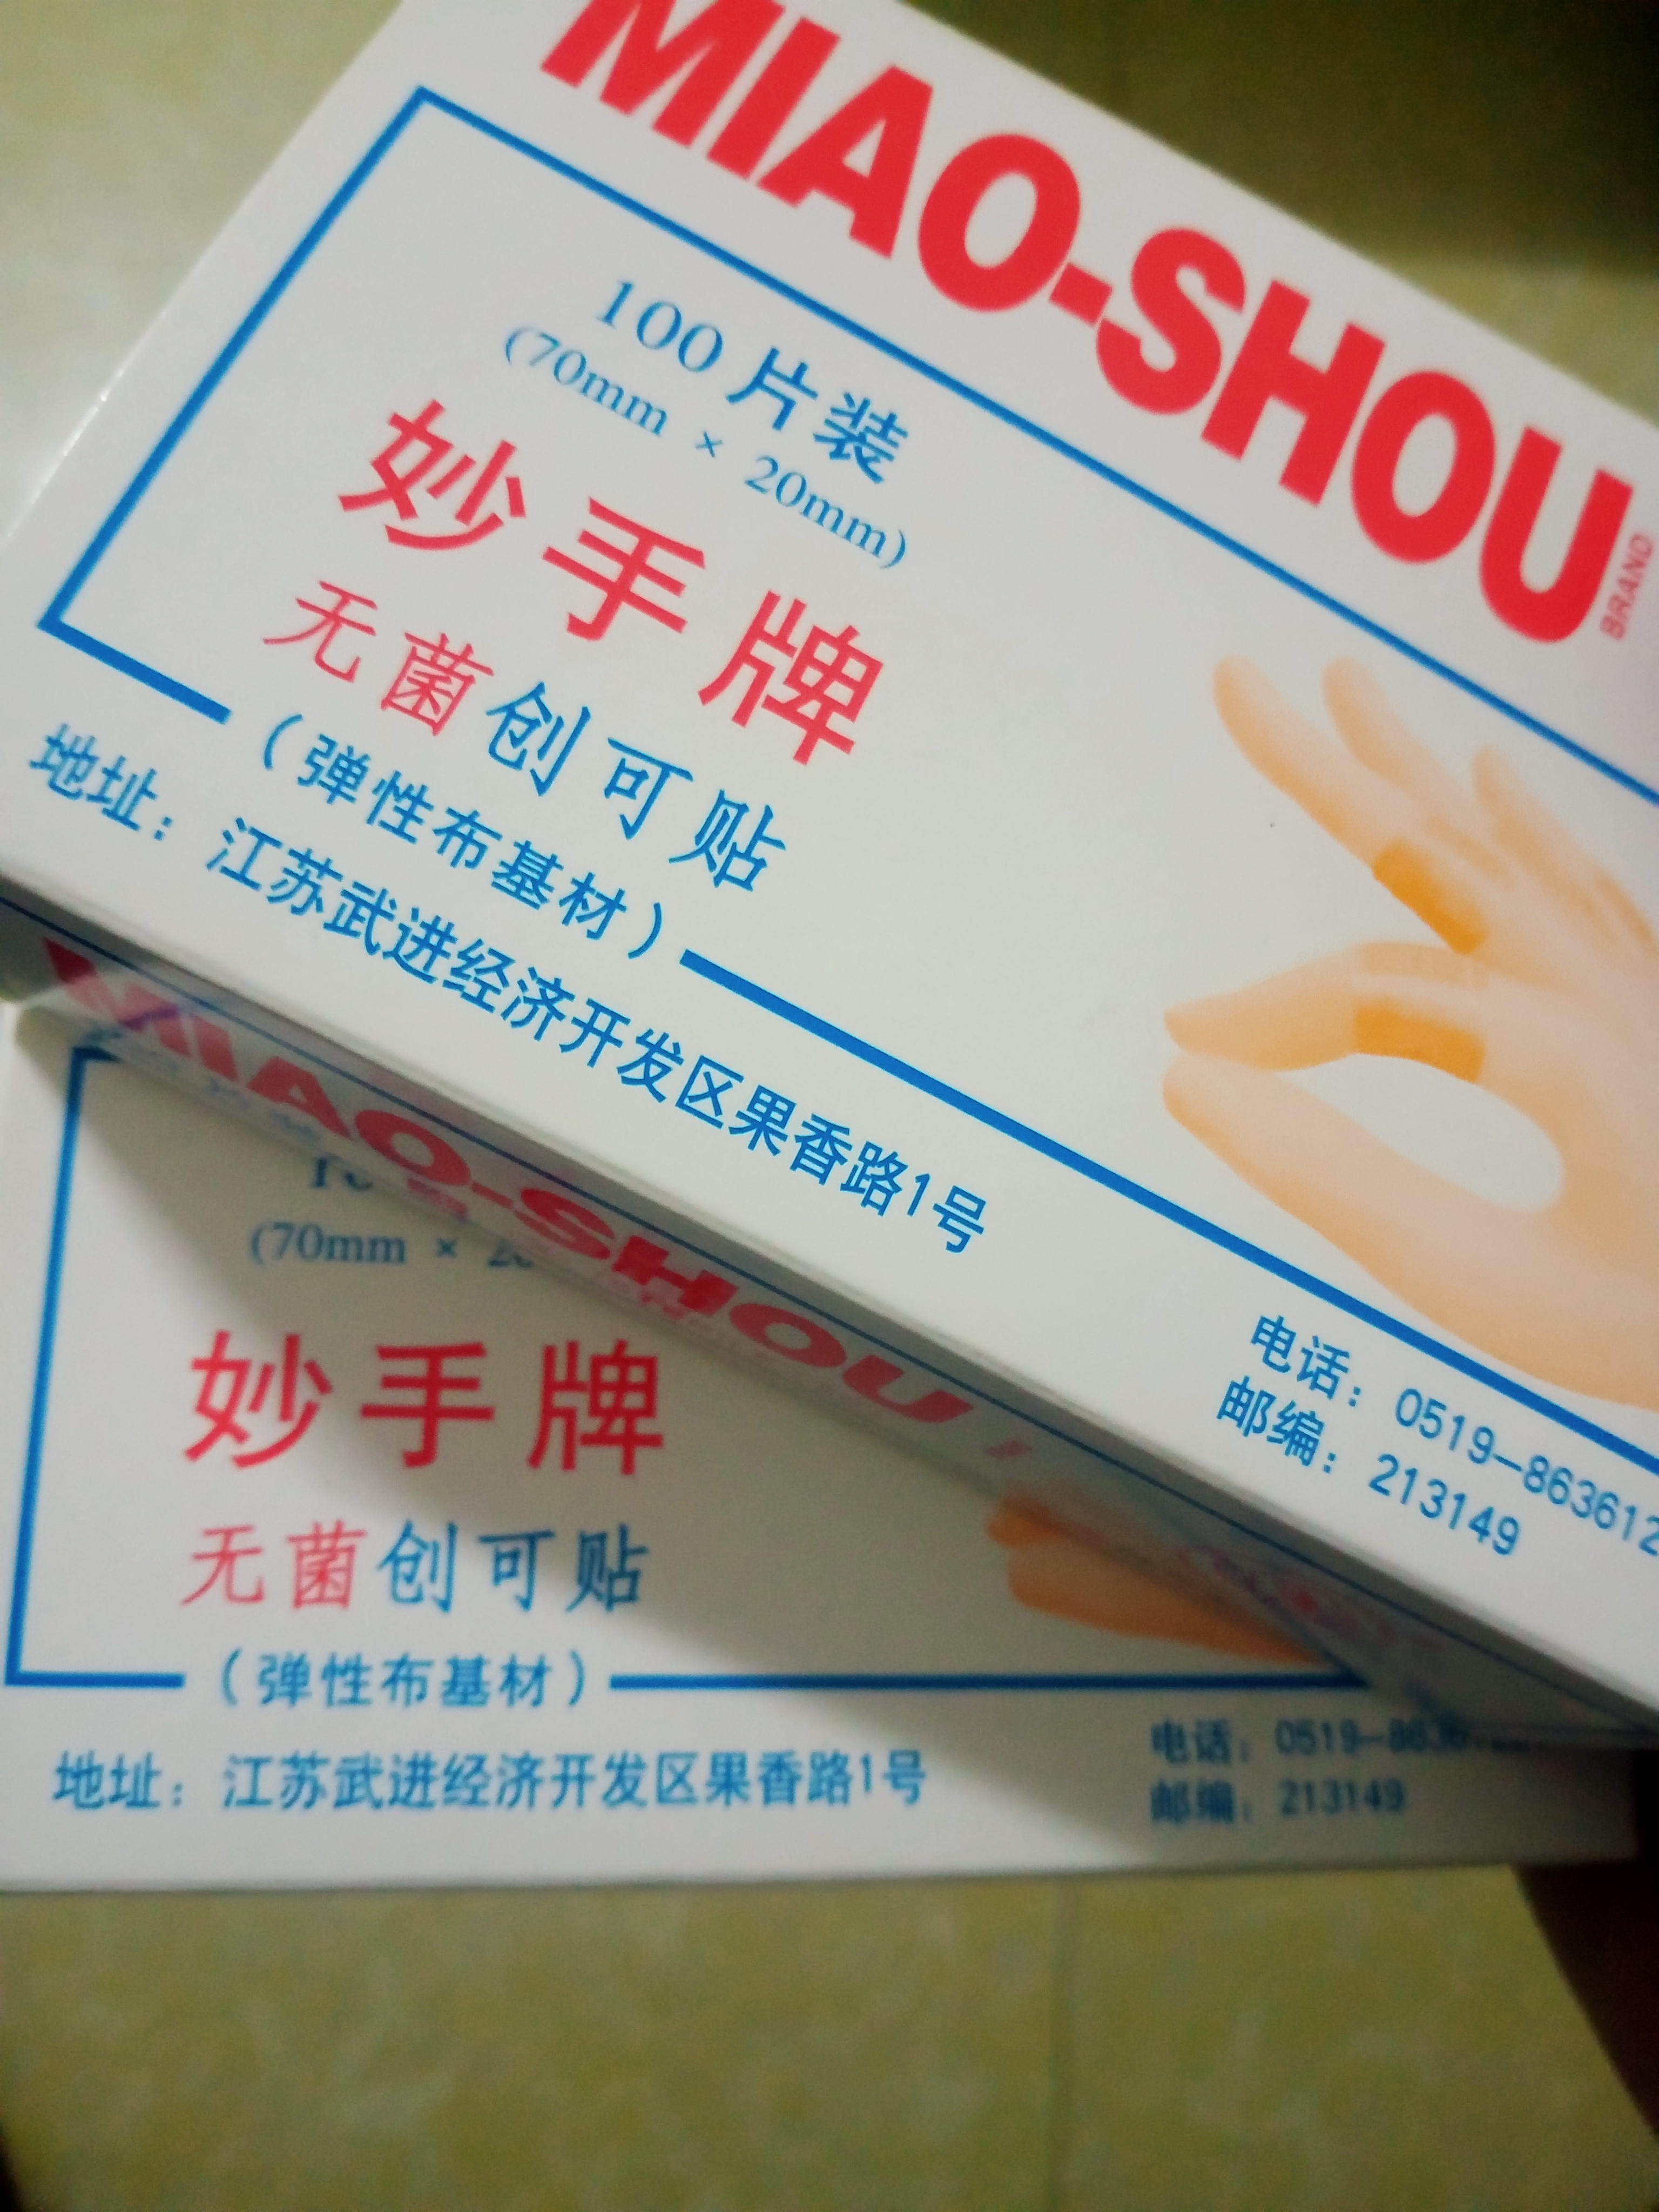 MIAO-SHOU
BRAND
100片装
(70mm × 20mm)
妙手牌
无菌创可贴
(弹性布基材)
地址：江苏武进经济开发区果香路1号
电话：0519-863612
邮编：213149
MIAO-SHOU
(70mm ×
妙手牌
无菌创可贴
(弹性布基材)
地址：江苏武进经济开发区果香路1号
电话：0519-8636
邮编：213149